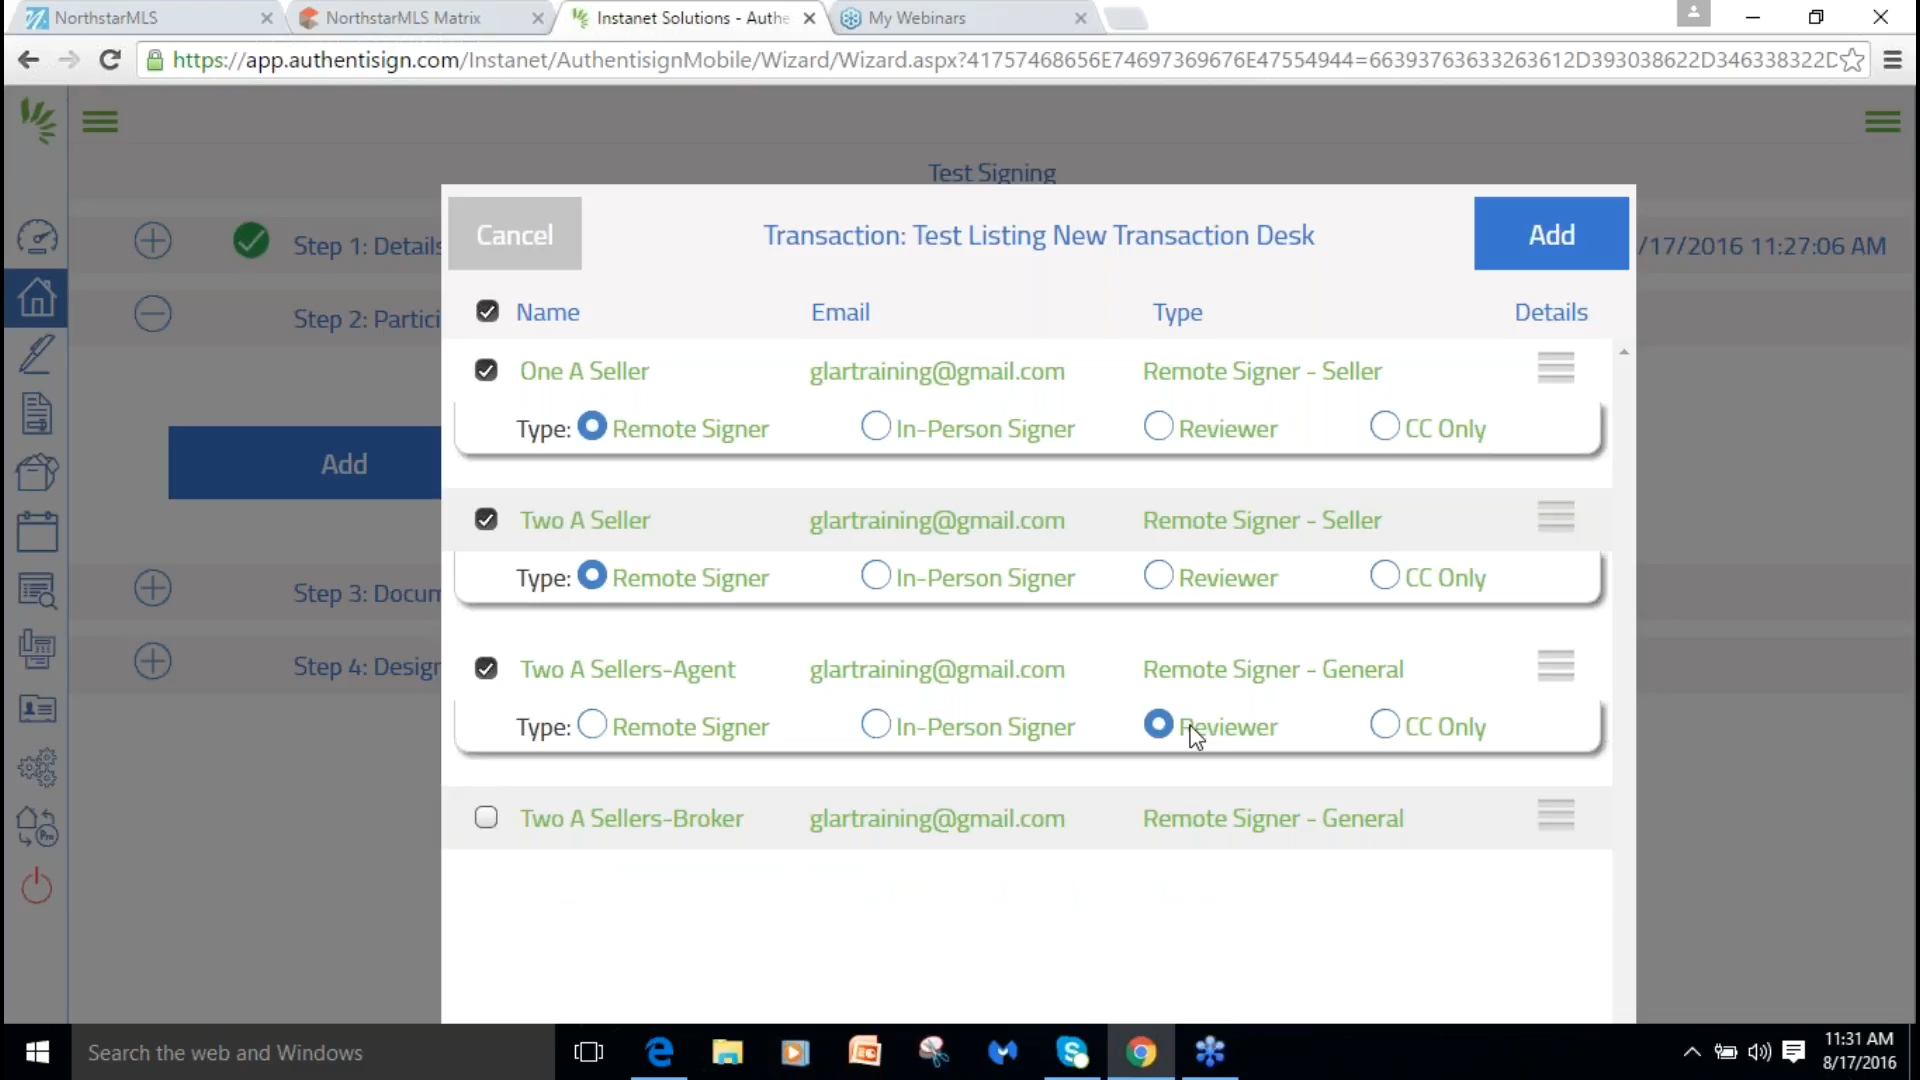 NorthstarMLS
NorthstarMLS Matrix
Instanet Solutions - Authe
My Webinars
https://app.authentisign.com/Instanet/AuthentisignMobile/Wizard/Wizard.aspx?41757468656E74697369676E47554944=66393763633263612D393038622D346338322D
Test Signing
Cancel
Transaction: Test Listing New Transaction Desk
Add
Step 1: Details
/17/2016 11:27:06 AM
Step 2: Partici
Name Email Type Details
One A Seller glartraining@gmail.com Remote Signer - Seller
Type: Remote Signer In-Person Signer Reviewer CC Only
Add
Two A Seller glartraining@gmail.com Remote Signer - Seller
Type: Remote Signer In-Person Signer Reviewer CC Only
Step 3: Docum
Two A Sellers-Agent glartraining@gmail.com Remote Signer - General
Step 4: Design
Type: Remote Signer In-Person Signer Reviewer CC Only
Two A Sellers-Broker glartraining@gmail.com Remote Signer - General
Search the web and Windows
11:31 AM
8/17/2016